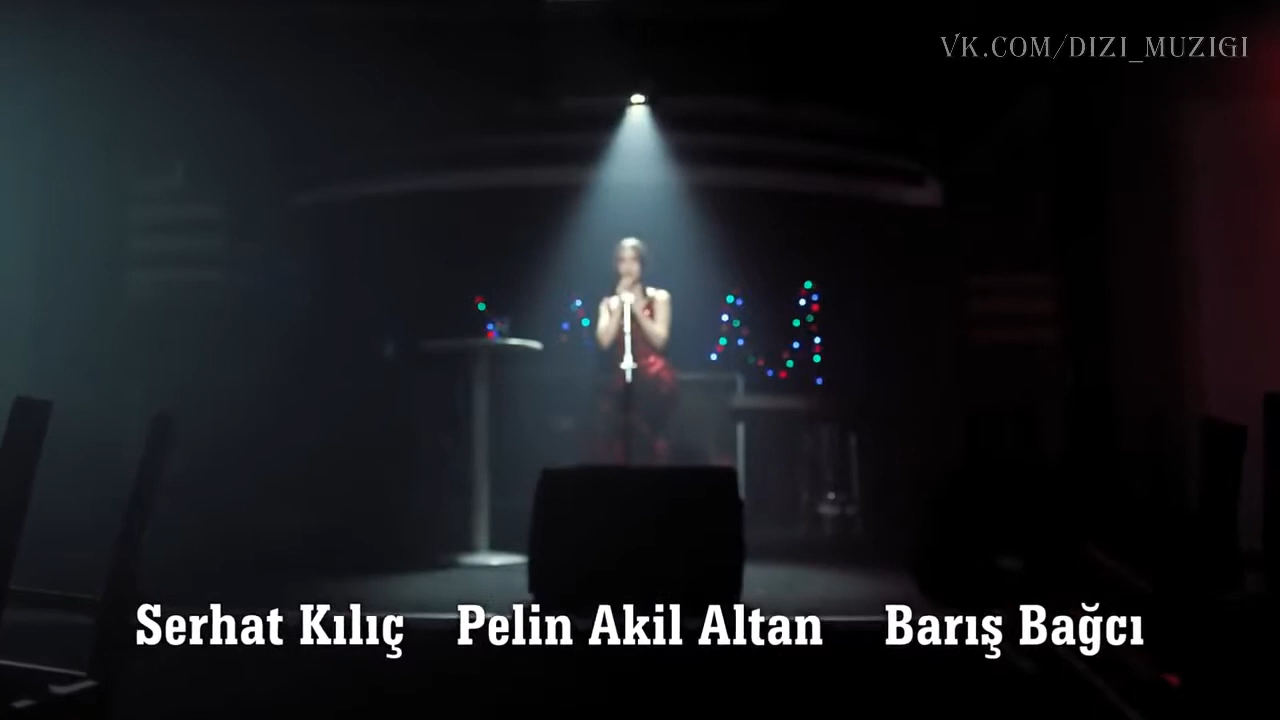 VK.COM/DIZI_MUZIGI
Serhat Kılıç Pelin Akil Altan Barış Bağcı